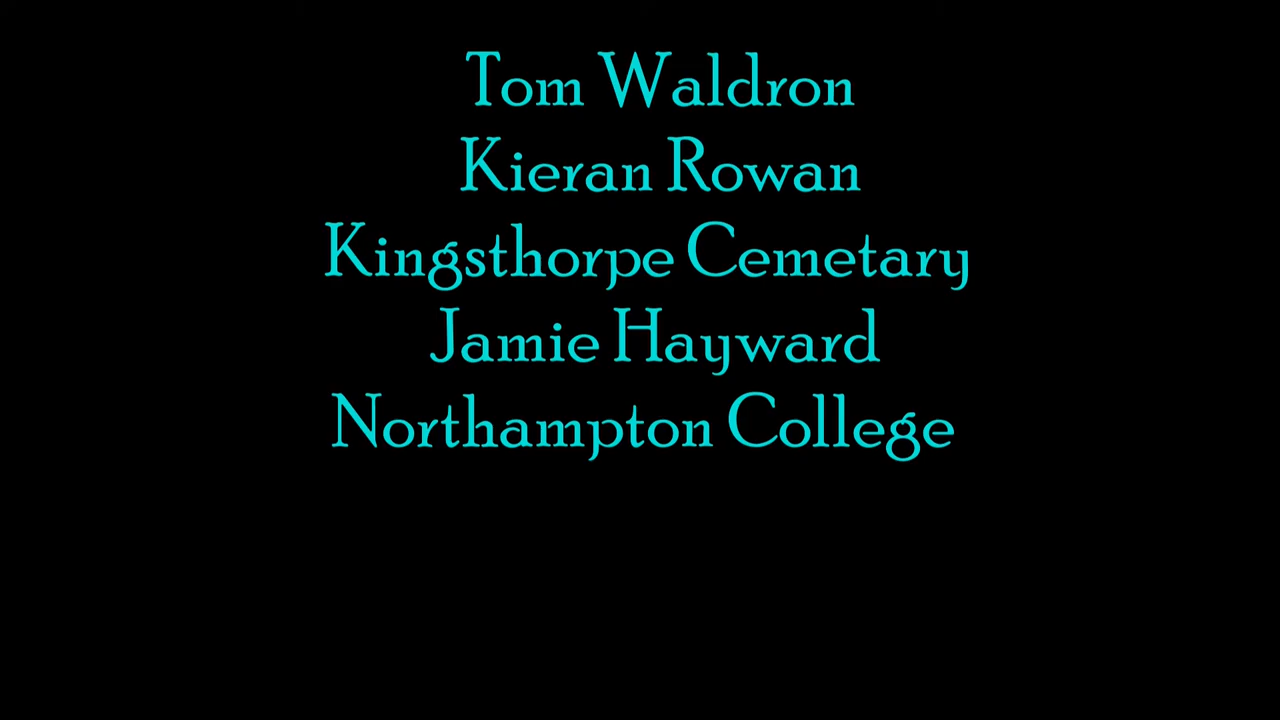 Tom Waldron
Kieran Rowan
Kingsthorpe Cemetary
Jamie Hayward
Northampton College